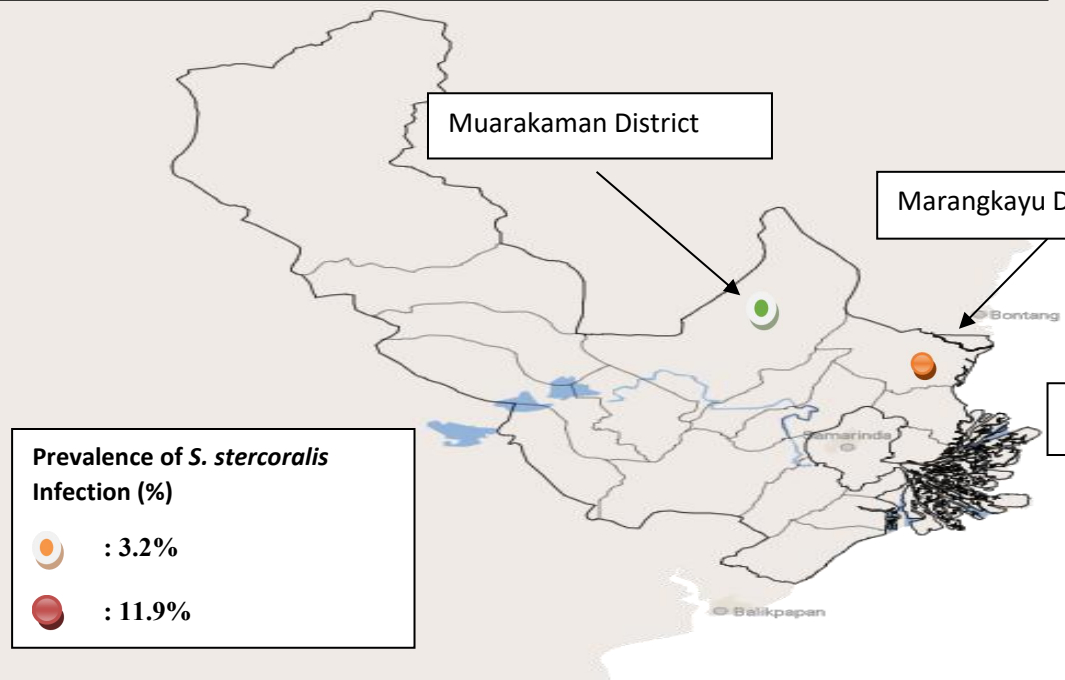 Muarakaman District
Marangkayu D
Bontang
Samarinda
Prevalence of S. stercoralis
Infection (%)
: 3.2%
: 11.9%
Balikpapan